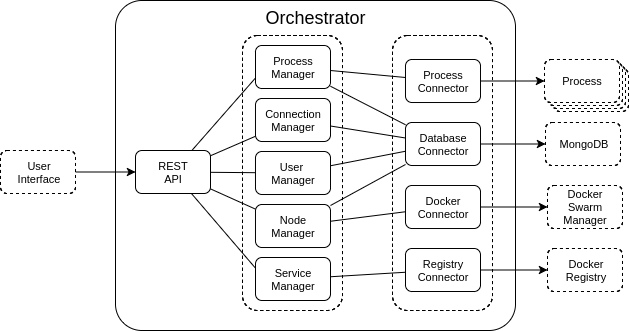 Orchestrator
User
Interface
REST
API
Process
Manager
Connection
Manager
User
Manager
Node
Manager
Service
Manager
Process
Connector
Database
Connector
Docker
Connector
Registry
Connector
Process
MongoDB
Docker
Swarm
Manager
Docker
Registry